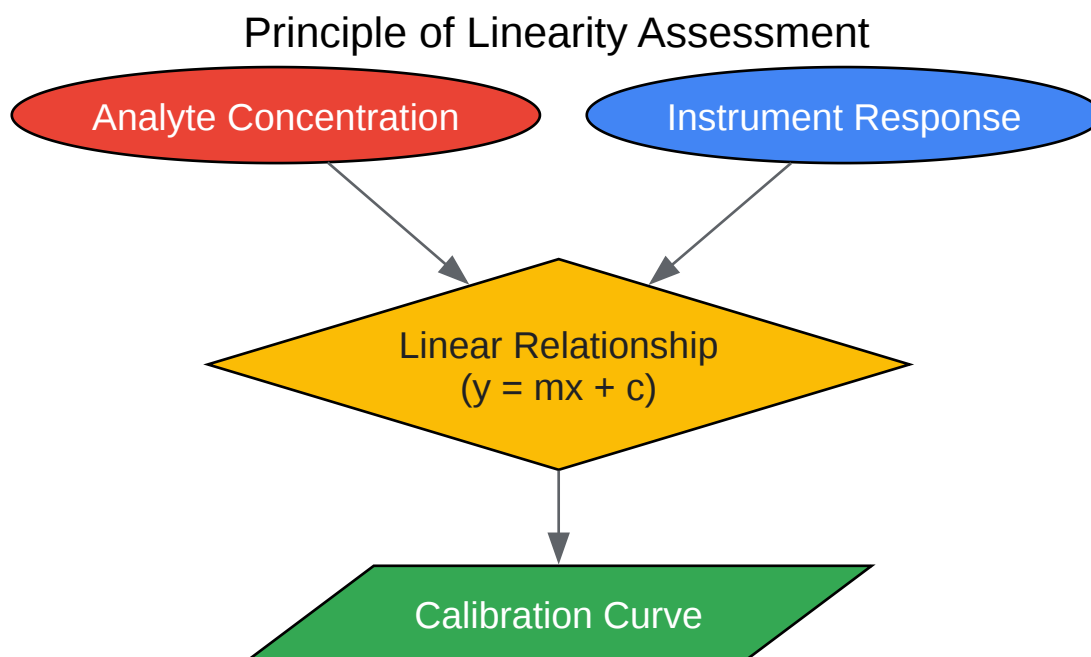 Principle of Linearity Assessment
Analyte Concentration
Instrument Response
Linear Relationship
(y = mx + c)
Calibration Curve